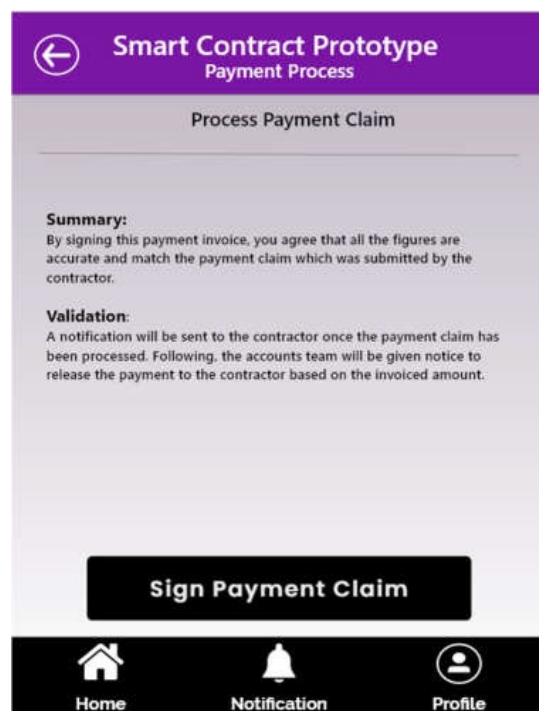 Smart Contract Prototype
Payment Process
Process Payment Claim
Summary:
By signing this payment invoice, you agree that all the figures are
accurate and match the payment claim which was submitted by the
contractor.
Validation:
A notification will be sent to the contractor once the payment claim has
been processed. Following, the accounts team will be given notice to
release the payment to the contractor based on the invoiced amount.
Sign Payment Claim
Home Notification Profile